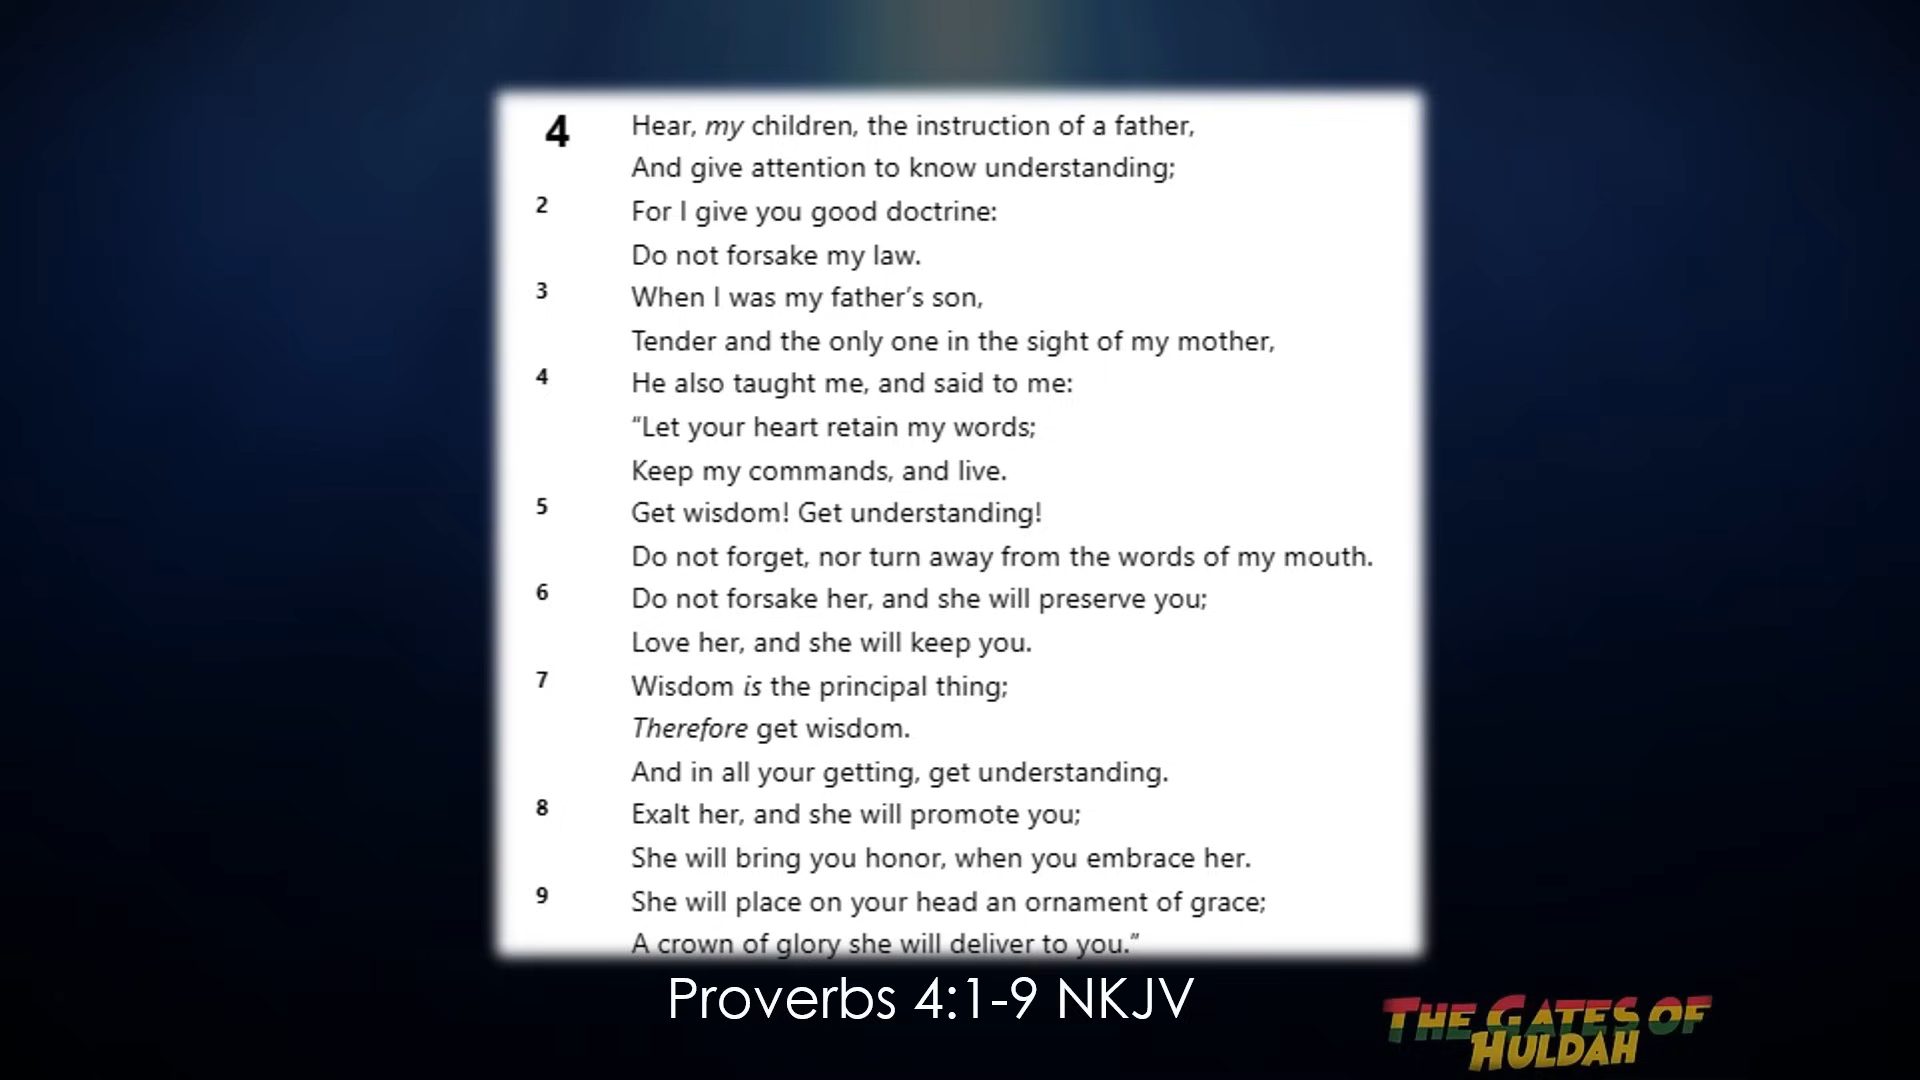 4 Hear, my children, the instruction of a father,
And give attention to know understanding;
2 For I give you good doctrine:
Do not forsake my law.
3 When I was my father’s son,
Tender and the only one in the sight of my mother,
4 He also taught me, and said to me:
“Let your heart retain my words;
Keep my commands, and live.
5 Get wisdom! Get understanding!
Do not forget, nor turn away from the words of my mouth.
6 Do not forsake her, and she will preserve you;
Love her, and she will keep you.
7 Wisdom is the principal thing;
Therefore get wisdom.
And in all your getting, get understanding.
8 Exalt her, and she will promote you;
She will bring you honor, when you embrace her.
9 She will place on your head an ornament of grace;
A crown of glory she will deliver to you.”
Proverbs 4:1-9 NKJV
THE GATES OF
HULDAH